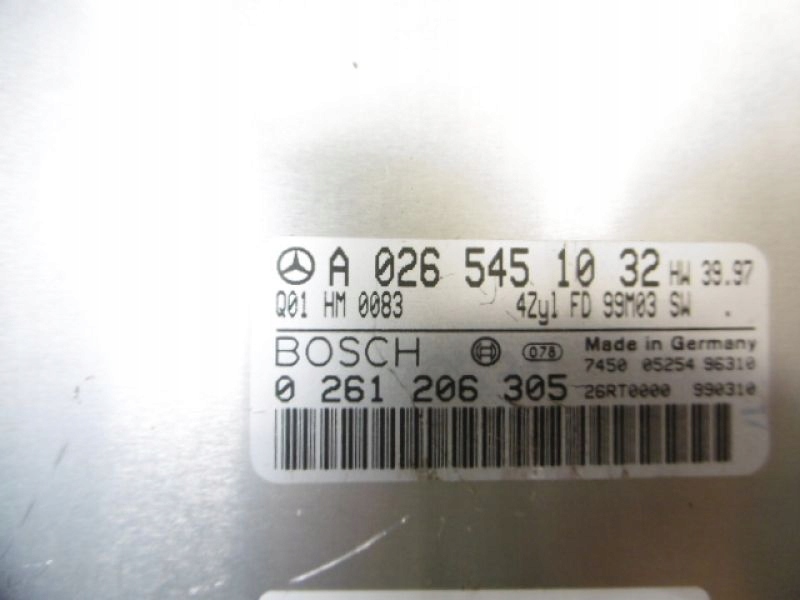 A 026 545 10 32 HW 39.97
Q01 HM 0083 4Zyl FD 99M03 SW .
BOSCH 078 Made in Germany
7450 05254 96310
0 261 206 305 26RT0000 990310